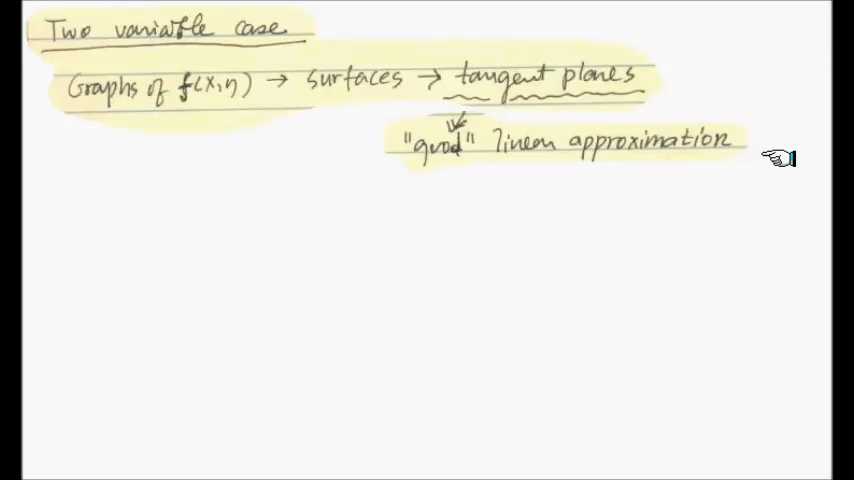 Two variable case
Graphs of f(x,y) → surfaces → tangent planes
"good" linear approximation